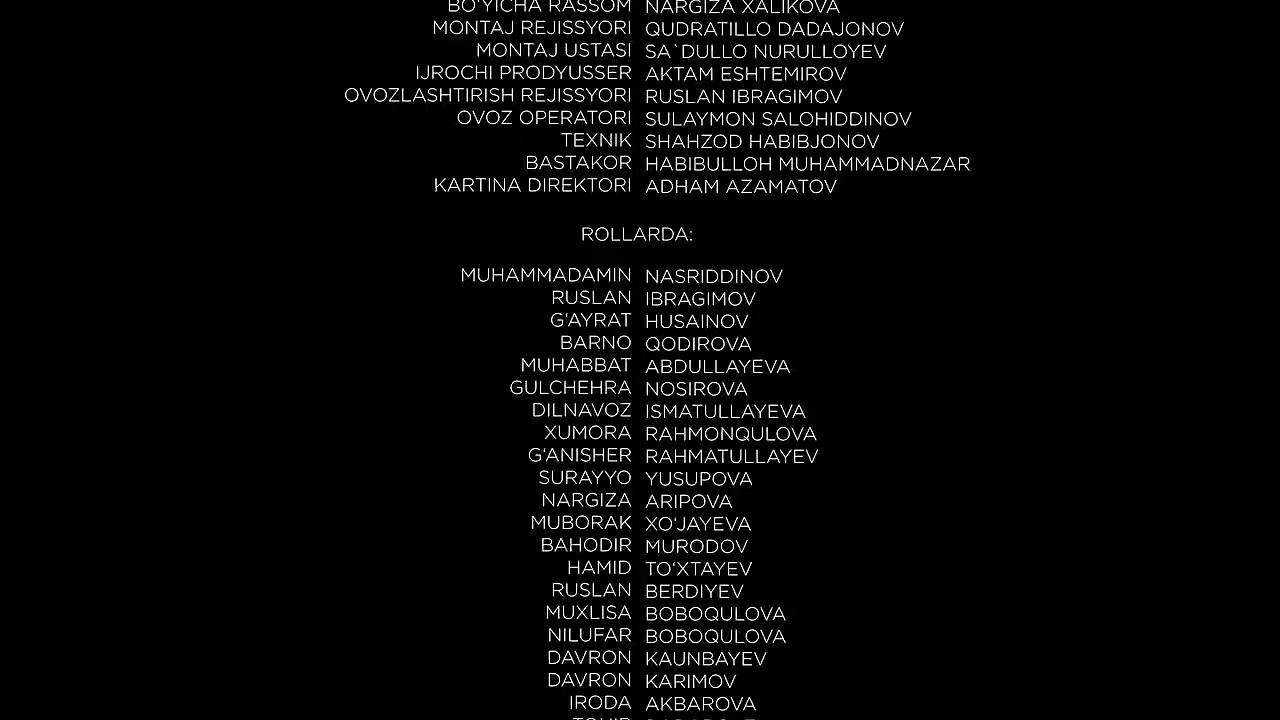 BO'YICHA RASSOM NARGIZA XALIKOVA
MONTAJ REJISSYORI QUDRATILLO DADAJONOV
MONTAJ USTASI SA`DULLO NURULLOYEV
IJROCHI PRODYUSSER AKTAM ESHTEMIROV
OVOZLASHTIRISH REJISSYORI RUSLAN IBRAGIMOV
OVOZ OPERATORI SULAYMON SALOHIDDINOV
TEXNIK SHAHZOD HABIBJONOV
BASTAKOR HABIBULLOH MUHAMMADNAZAR
KARTINA DIREKTORI ADHAM AZAMATOV
ROLLARDA:
MUHAMMADAMIN NASRIDDINOV
RUSLAN IBRAGIMOV
G‘AYRAT HUSAINOV
BARNO QODIROVA
MUHABBAT ABDULLAYEVA
GULCHEHRA NOSIROVA
DILNAVOZ ISMATULLAYEVA
XUMORA RAHMONQULOVA
G‘ANISHER RAHMATULLAYEV
SURAYYO YUSUPOVA
NARGIZA ARIPOVA
MUBORAK XO‘JAYEVA
BAHODIR MURODOV
HAMID TO‘XTAYEV
RUSLAN BERDIYEV
MUXLISA BOBOQULOVA
NILUFAR BOBOQULOVA
DAVRON KAUNBAYEV
DAVRON KARIMOV
IRODA AKBAROVA